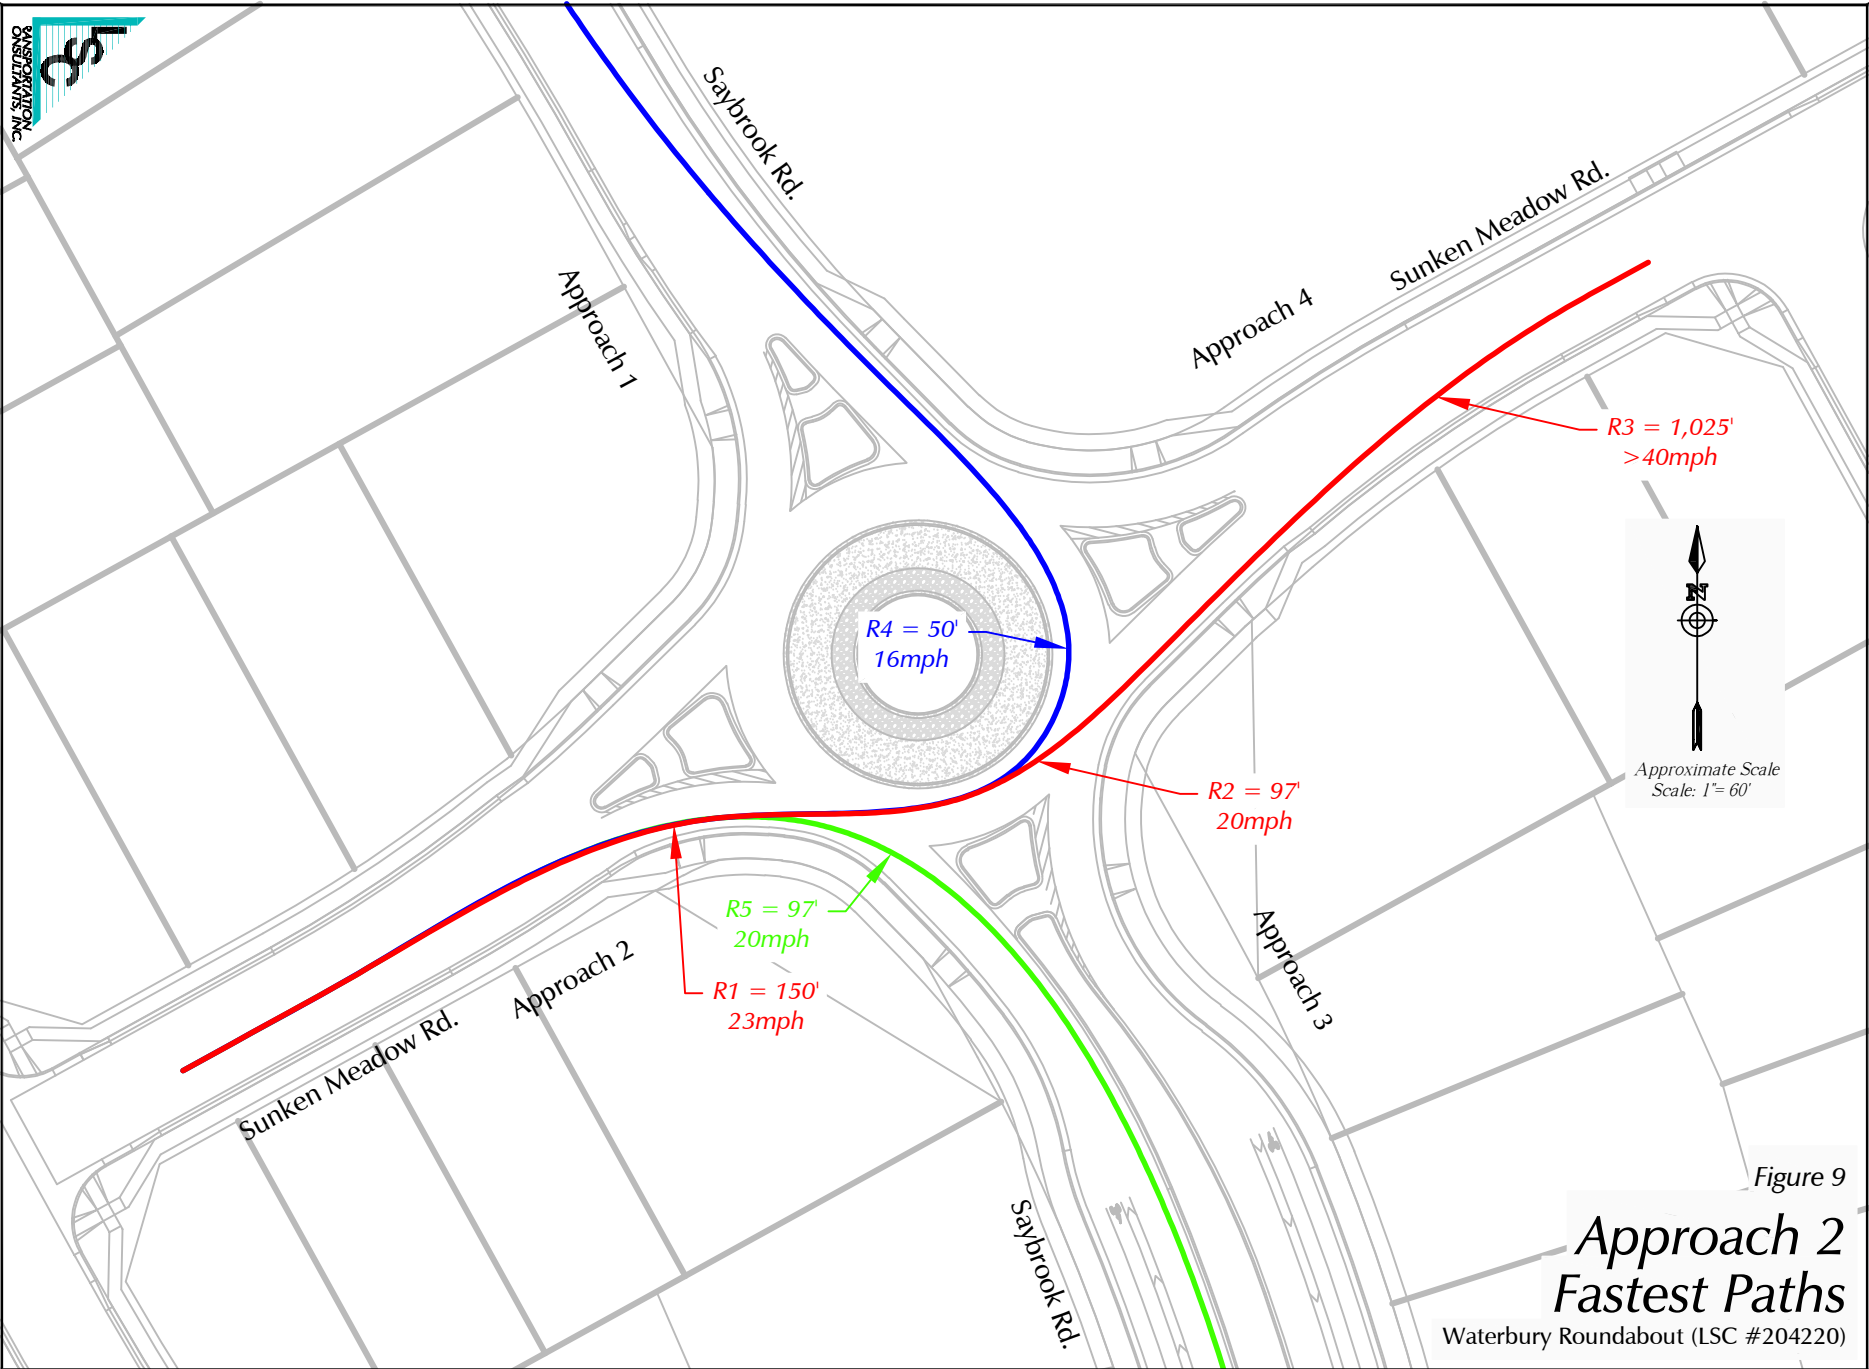 LSC
TRANSPORTATION
CONSULTANTS, INC.
Saybrook Rd.
Approach 1
Sunken Meadow Rd.
Approach 4
R3 = 1,025'
>40mph
N
Approximate Scale
Scale: 1"= 60'
R4 = 50'
16mph
R2 = 97'
20mph
R5 = 97'
20mph
R1 = 150'
23mph
Approach 2
Sunken Meadow Rd.
Approach 3
Saybrook Rd.
Figure 9
Approach 2
Fastest Paths
Waterbury Roundabout (LSC #204220)